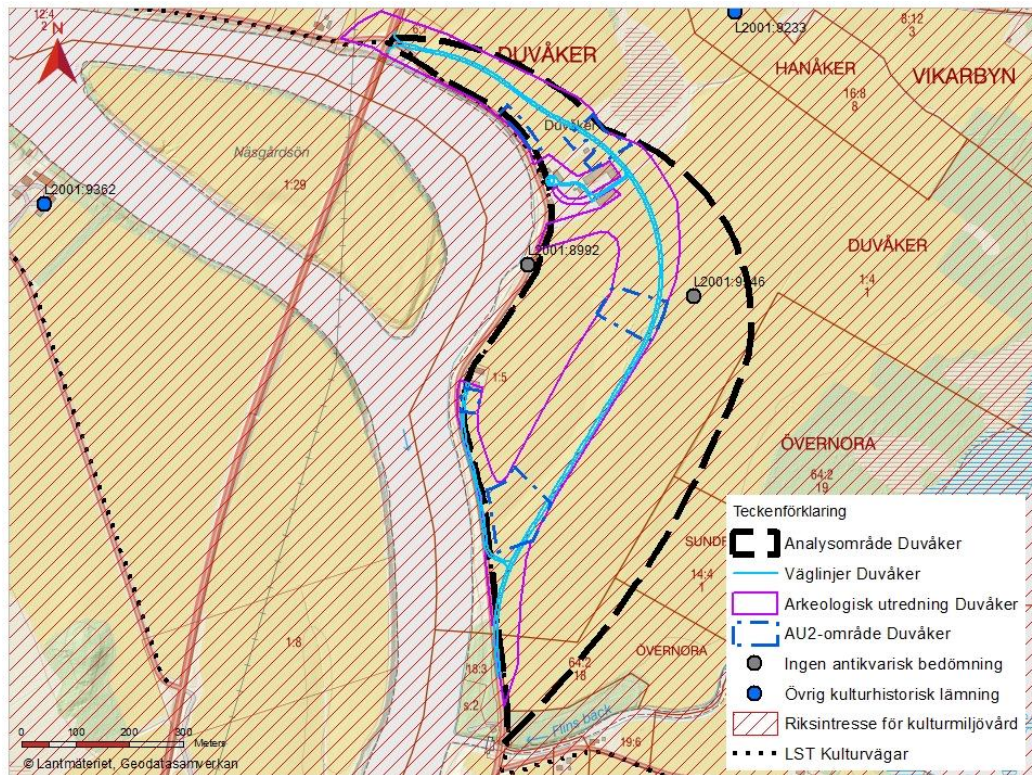 12:4
2
N
6:
DUVÅKER
L2001:9233
HANÅKER
16:8
8
8:12
3
VIKARBYN
Näsgårdsön
Duvåker
L2001:9362
1:29
L2001:8992
DUVÅKER
1:4
1
1:5
ÖVERNORA
64:2
19
1:8
14:4
1
ÖVERNORA
64:2
18
18:3
s:2
Flins bäck
19:6
0 100 200 300
Meter
© Lantmäteriet, Geodatasamverkan
Teckenförklaring
Analysområde Duvåker
Väglinjer Duvåker
Arkeologisk utredning Duvåker
AU2-område Duvåker
Ingen antikvarisk bedömning
Övrig kulturhistorisk lämning
Riksintresse för kulturmiljövård
LST Kulturvägar